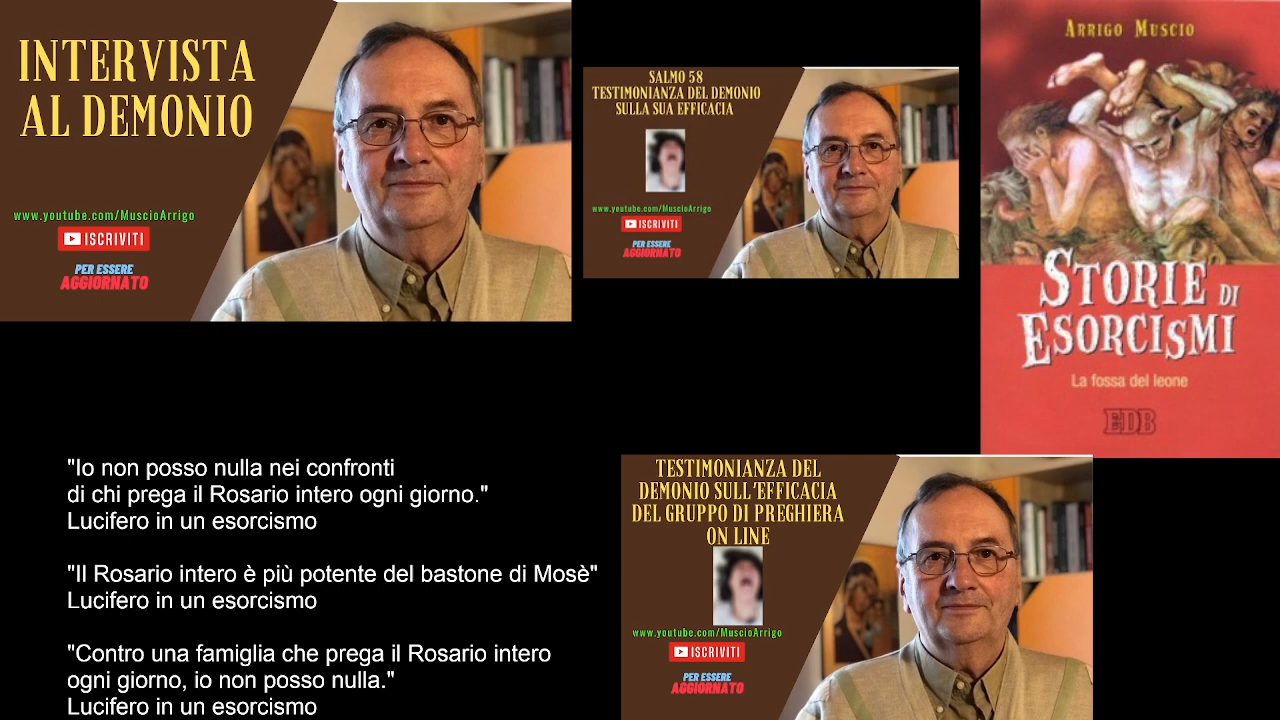 INTERVISTA
AL DEMONIO
www.youtube.com/MuscioArrigo
ISCRIVITI
PER ESSERE
AGGIORNATO
SALMO 58
TESTIMONIANZA DEL DEMONIO
SULLA SUA EFFICACIA
www.youtube.com/MuscioArrigo
ISCRIVITI
PER ESSERE
AGGIORNATO
ARRIGO MUSCIO
STORIE DI
ESORCISMI
La fossa del leone
EDB
"Io non posso nulla nei confronti
di chi prega il Rosario intero ogni giorno."
Lucifero in un esorcismo
"Il Rosario intero è più potente del bastone di Mosè"
Lucifero in un esorcismo
"Contro una famiglia che prega il Rosario intero
ogni giorno, io non posso nulla."
Lucifero in un esorcismo
TESTIMONIANZA DEL
DEMONIO SULL'EFFICACIA
DEL GRUPPO DI PREGHIERA
ON LINE
www.youtube.com/MuscioArrigo
ISCRIVITI
PER ESSERE
AGGIORNATO